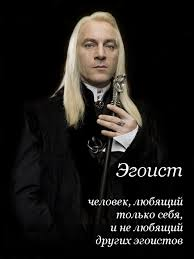 Эгоист
человек, любящий
только себя,
и не любящий
других эгоистов